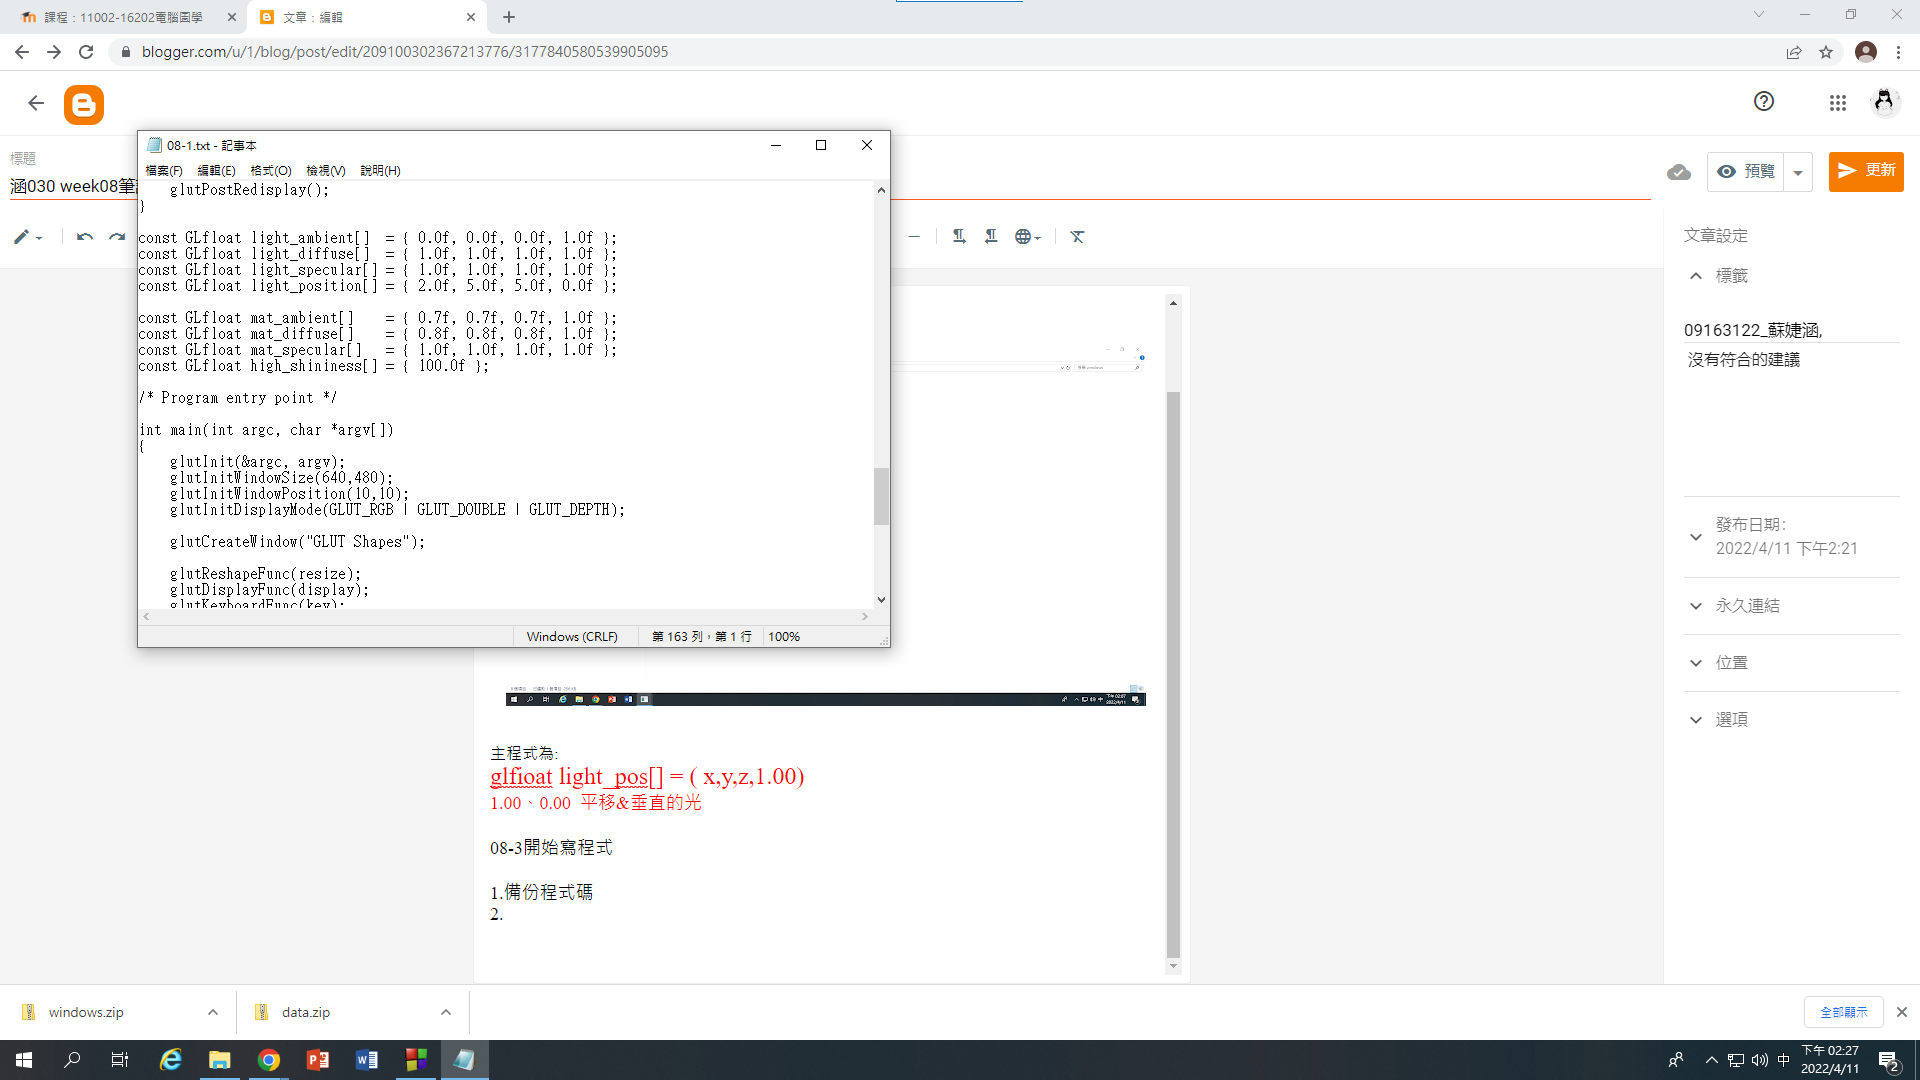 課程：11002-16202電腦圖學
文章：編輯
blogger.com/u/1/blog/post/edit/209100302367213776/3177840580539905095
標題
涵030 week08筆
預覽
更新
08-1.txt - 記事本
檔案(F) 編輯(E) 格式(O) 檢視(V) 說明(H)
glutPostRedisplay();
}
const GLfloat light_ambient[]  = { 0.0f, 0.0f, 0.0f, 1.0f };
const GLfloat light_diffuse[]  = { 1.0f, 1.0f, 1.0f, 1.0f };
const GLfloat light_specular[] = { 1.0f, 1.0f, 1.0f, 1.0f };
const GLfloat light_position[] = { 2.0f, 5.0f, 5.0f, 0.0f };
const GLfloat mat_ambient[]    = { 0.7f, 0.7f, 0.7f, 1.0f };
const GLfloat mat_diffuse[]    = { 0.8f, 0.8f, 0.8f, 1.0f };
const GLfloat mat_specular[]   = { 1.0f, 1.0f, 1.0f, 1.0f };
const GLfloat high_shininess[] = { 100.0f };
/* Program entry point */
int main(int argc, char *argv[])
{
glutInit(&argc, argv);
glutInitWindowSize(640,480);
glutInitWindowPosition(10,10);
glutInitDisplayMode(GLUT_RGB | GLUT_DOUBLE | GLUT_DEPTH);
glutCreateWindow("GLUT Shapes");
glutReshapeFunc(resize);
glutDisplayFunc(display);
glutKeyboardFunc(key);
Windows (CRLF) 第 163 列，第 1 行 100%
主程式為:
glfioat light_pos[] = ( x,y,z,1.00)
1.00、0.00  平移&垂直的光
08-3開始寫程式
1.備份程式碼
2.
文章設定
標籤
09163122_蘇婕涵,
沒有符合的建議
發布日期：
2022/4/11 下午2:21
永久連結
位置
選項
windows.zip
data.zip
全部顯示
中
下午 02:27
2022/4/11
2